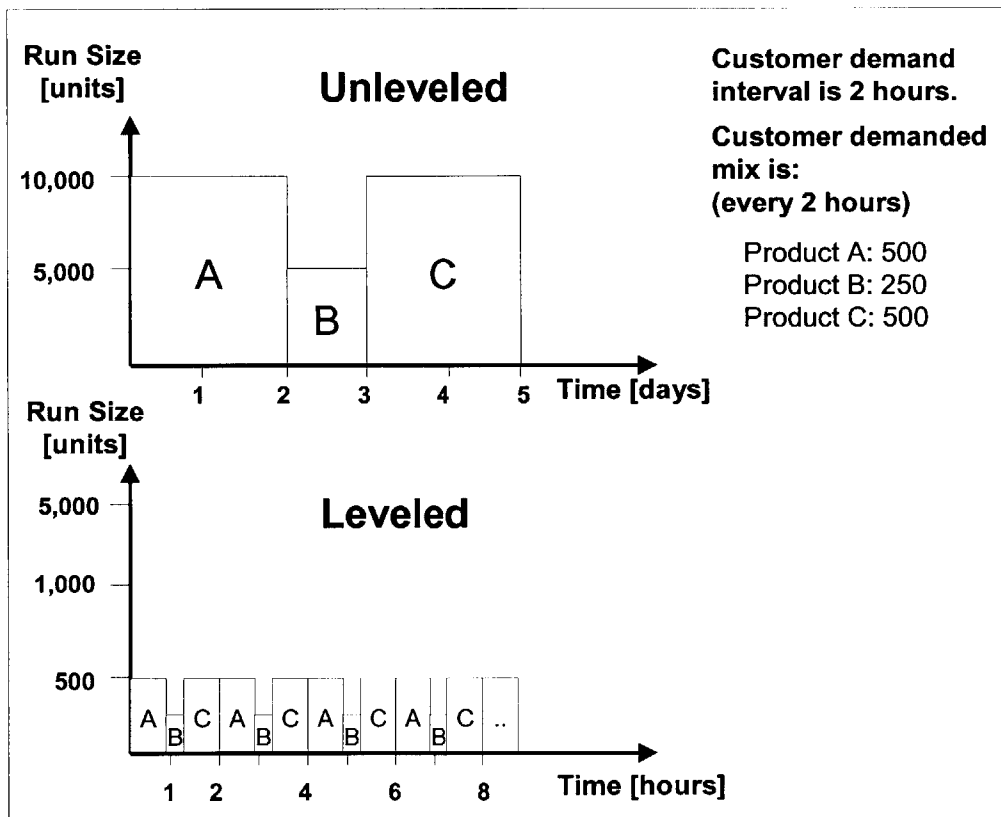 Run Size
[units]
Unleveled
10,000
5,000
A
B
C
1
2
3
4
5
Time [days]
Customer demand
interval is 2 hours.
Customer demanded
mix is:
(every 2 hours)
Product A: 500
Product B: 250
Product C: 500
Run Size
[units]
Leveled
5,000
1,000
500
A
B
C
A
B
C
A
B
C
A
B
C
..
1
2
4
6
8
Time [hours]